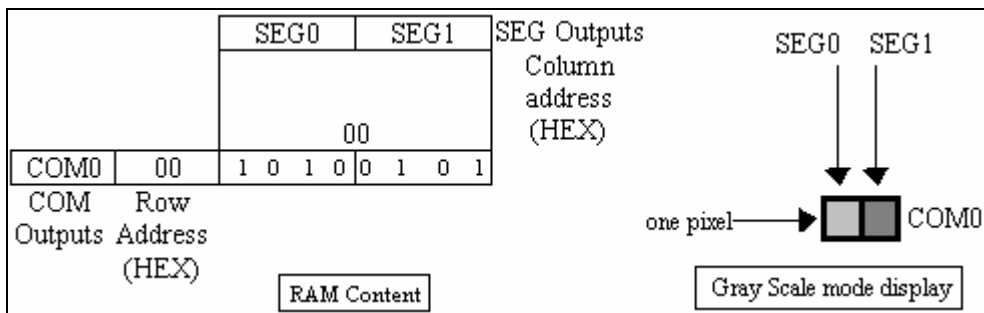 SEG0 SEG1 SEG Outputs
Column
address
(HEX)
00
COM0 00 1 0 1 0 0 1 0 1
COM Row
Outputs Address
(HEX)
RAM Content
SEG0 SEG1
one pixel COM0
Gray Scale mode display